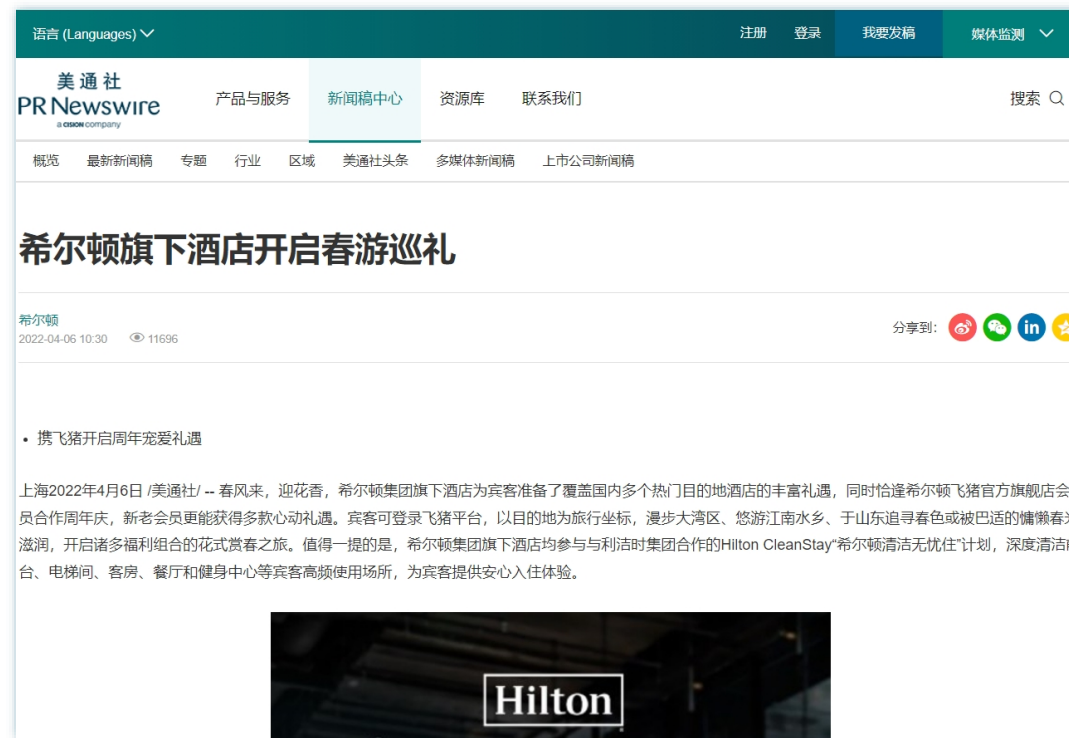 语言 (Languages)
注册
登录
我要发稿
媒体监测
美通社
PR Newswire
a CISION company
产品与服务
新闻稿中心
资源库
联系我们
搜索
概览
最新新闻稿
专题
行业
区域
美通社头条
多媒体新闻稿
上市公司新闻稿
希尔顿旗下酒店开启春游巡礼
希尔顿
2022-04-06 10:30
11696
分享到:
in
• 携飞猪开启周年宠爱礼遇
上海2022年4月6日 /美通社/ -- 春风来，迎花香，希尔顿集团旗下酒店为宾客准备了覆盖国内多个热门目的地酒店的丰富礼遇，同时恰逢希尔顿飞猪官方旗舰店会
员合作周年庆，新老会员更能获得多款心动礼遇。宾客可登录飞猪平台，以目的地为旅行坐标，漫步大湾区、悠游江南水乡、于山东追寻春色或被巴适的慵懒春
滋润，开启诸多福利组合的花式赏春之旅。值得一提的是，希尔顿集团旗下酒店均参与与利洁时集团合作的Hilton CleanStay“希尔顿清洁无忧住”计划，深度清洁
台、电梯间、客房、餐厅和健身中心等宾客高频使用场所，为宾客提供安心入住体验。
Hilton